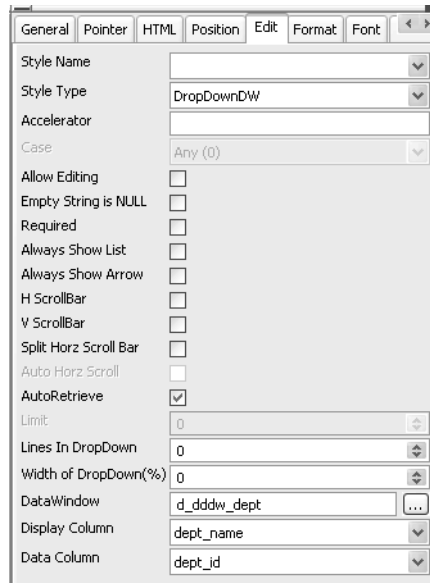 General Pointer HTML Position Edit Format Font
Style Name
Style Type DropDownDW
Accelerator
Case Any (0)
Allow Editing
Empty String is NULL
Required
Always Show List
Always Show Arrow
H ScrollBar
V ScrollBar
Split Horz Scroll Bar
Auto Horz Scroll
AutoRetrieve
Limit 0
Lines In DropDown 0
Width of DropDown(%) 0
DataWindow d_dddw_dept ...
Display Column dept_name
Data Column dept_id